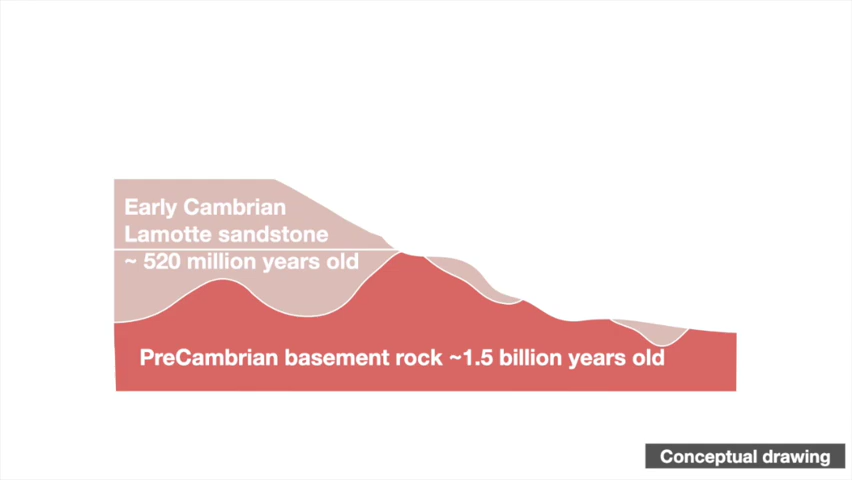 Early Cambrian
Lamotte sandstone
~ 520 million years old
PreCambrian basement rock ~1.5 billion years old
Conceptual drawing